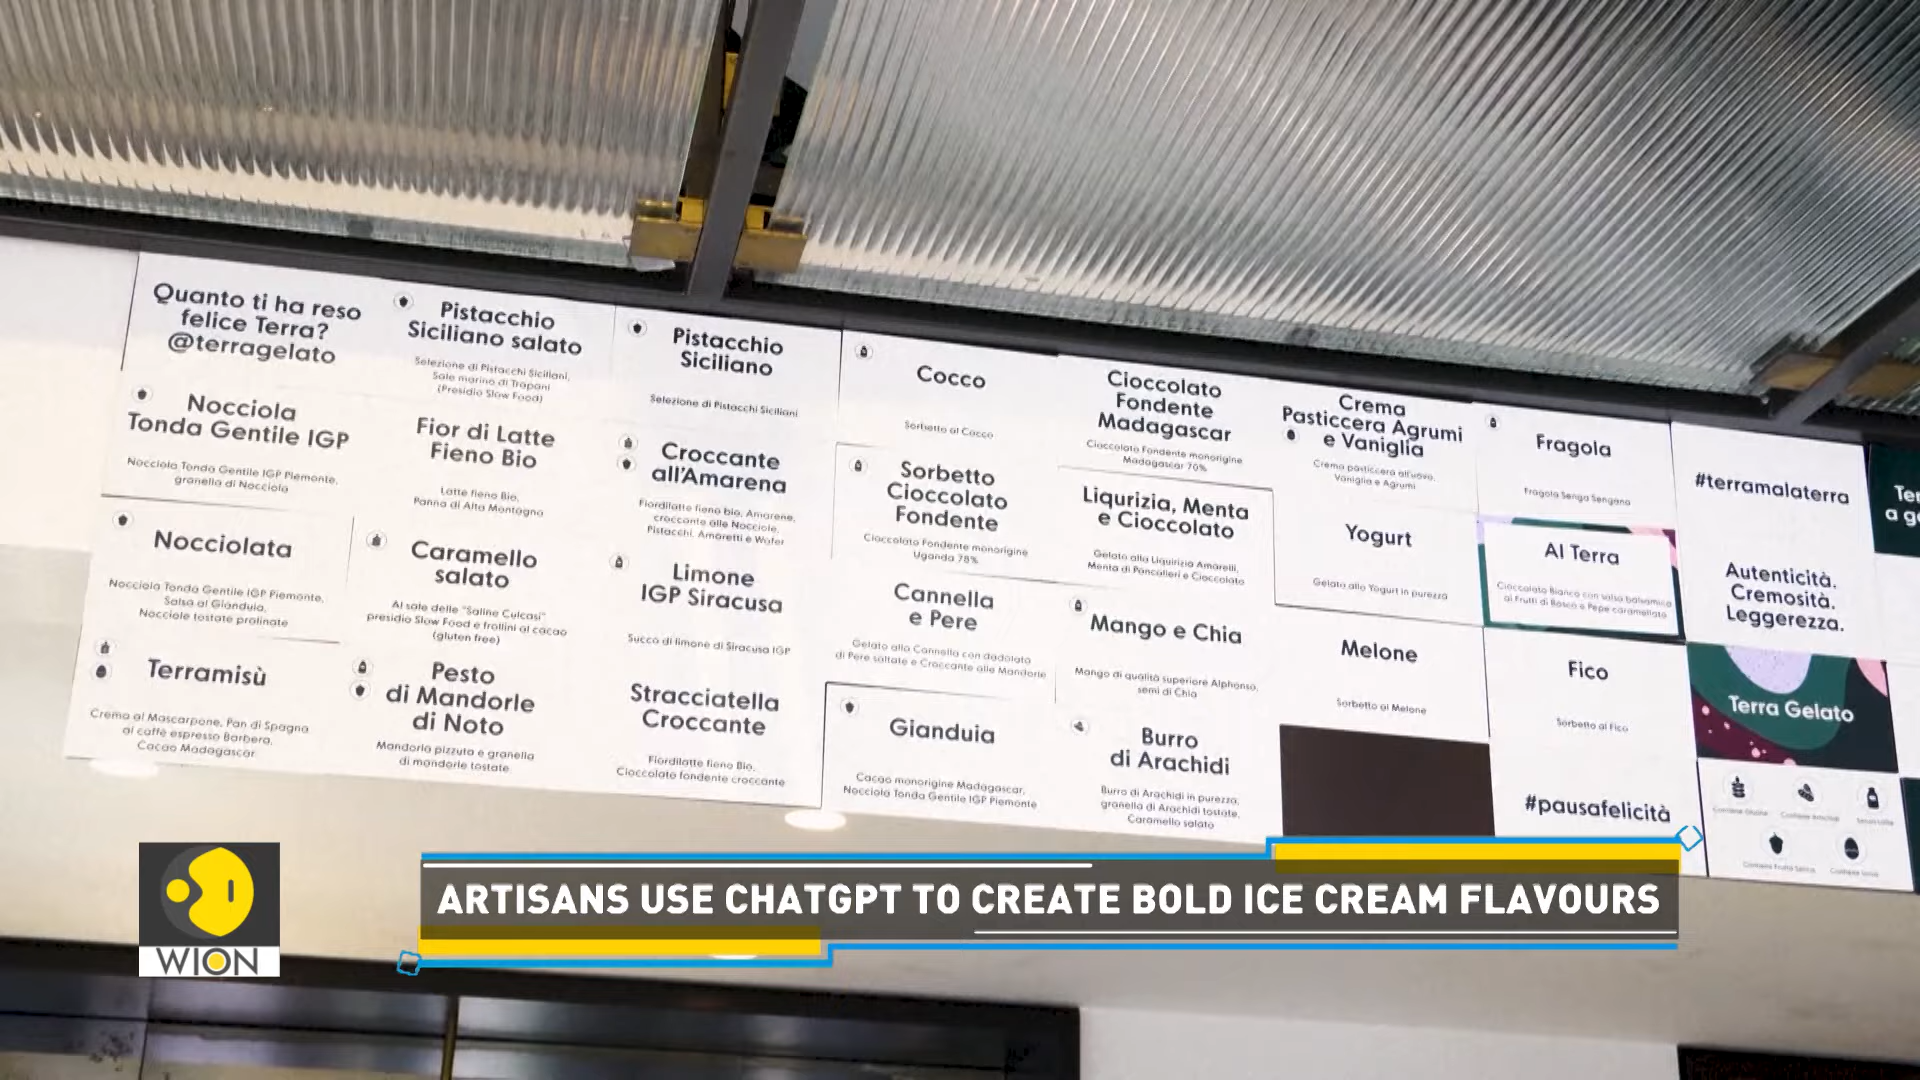 Quanto ti ha reso
felice Terra?
@terragelato
Pistacchio
Siciliano salato
Selezione di Pistacchi Siciliani,
Sale marino di Trapani
(Presidio Slow Food)
Pistacchio
Siciliano
Selezione di Pistacchi Siciliani
Cocco
Sorbetto al Cocco
Cioccolato
Fondente
Madagascar
Cioccolato Fondente monorigine
Madagascar 70%
Crema
Pasticcera Agrumi
e Vaniglia
Crema pasticcera all'uovo,
Vaniglia e Agrumi
Fragola
Fragola Senga Sengana
#terramalaterra
Nocciola
Tonda Gentile IGP
Nocciola Tonda Gentile IGP Piemonte,
granella di Nocciola
Fior di Latte
Fieno Bio
Latte fieno Bio,
Panna di Alta Montagna
Croccante
all'Amarena
Fiordilatte fieno bio, Amarene,
croccante alle Nocciole,
Pistacchi, Amaretti e Wafer
Sorbetto
Cioccolato
Fondente
Cioccolato Fondente monorigine
Uganda 78%
Liqurizia, Menta
e Cioccolato
Gelato alla Liquirizia Amarelli,
Menta di Pancalieri e Cioccolato
Yogurt
Gelato allo Yogurt in purezza
Al Terra
Cioccolato Bianco con salsa balsamica
ai Frutti di Bosco e Pepe caramellato
Autenticità.
Cremosità.
Leggerezza.
Nocciolata
Nocciola Tonda Gentile IGP Piemonte,
Salsa al Gianduia,
Nocciole tostate pralinate
Caramello
salato
Al sale delle "Saline Culcasi"
presidio Slow Food e frollini al cacao
(gluten free)
Limone
IGP Siracusa
Succo di limone di Siracusa IGP
Cannella
e Pere
Gelato alla Cannella con dadolata
di Pere saltate e Croccante alle Mandorle
Mango e Chia
Mango di qualità superiore Alphonso,
semi di Chia
Melone
Sorbetto al Melone
Fico
Sorbetto al Fico
Terra Gelato
Terramisù
Crema al Mascarpone, Pan di Spagna
al caffè espresso Barbera,
Cacao Madagascar
Pesto
di Mandorle
di Noto
Mandorla pizzuta e granella
di mandorle tostate
Stracciatella
Croccante
Fiordilatte fieno Bio,
Cioccolato fondente croccante
Gianduia
Cacao monorigine Madagascar,
Nocciola Tonda Gentile IGP Piemonte
Burro
di Arachidi
Burro di Arachidi in purezza,
granella di Arachidi tostate,
Caramello salato
#pausafelicità
ARTISANS USE CHATGPT TO CREATE BOLD ICE CREAM FLAVOURS
WION